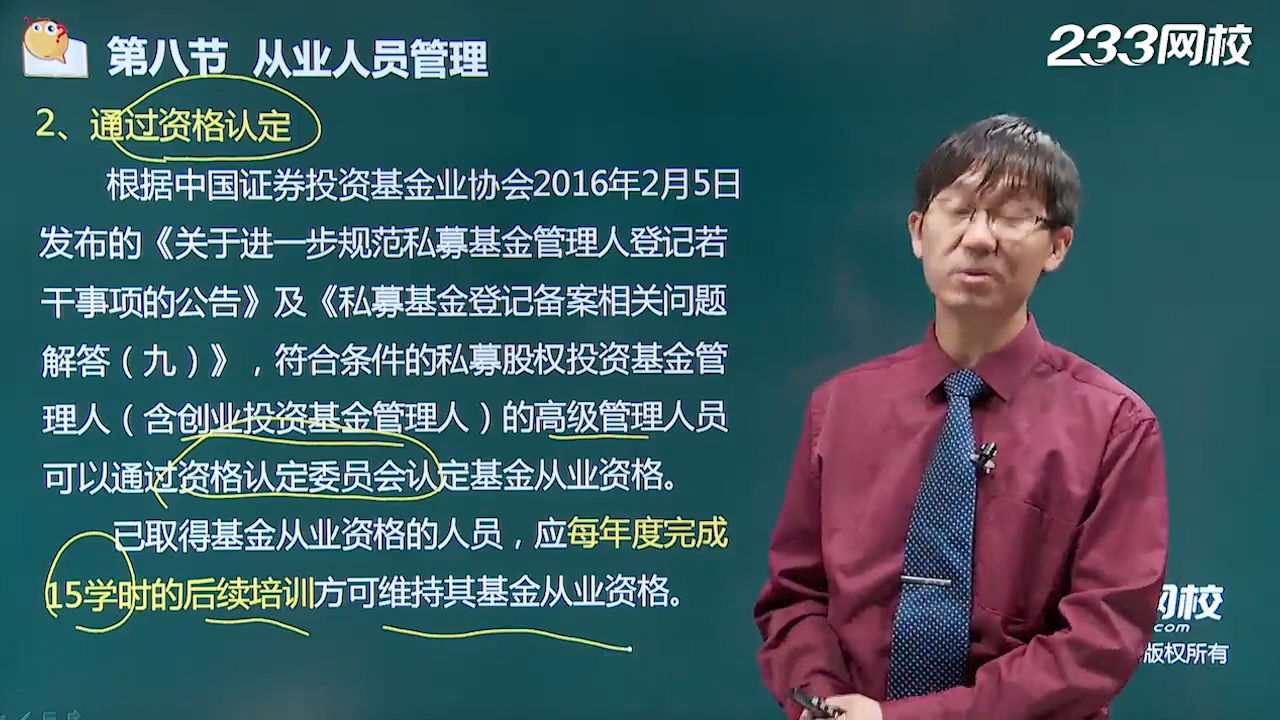 第八节 从业人员管理
233网校
2、通过资格认定
根据中国证券投资基金业协会2016年2月5日
发布的《关于进一步规范私募基金管理人登记若
干事项的公告》及《私募基金登记备案相关问题
解答(九)》,符合条件的私募股权投资基金管
理人(含创业投资基金管理人)的高级管理人员
可以通过资格认定委员会认定基金从业资格。
已取得基金从业资格的人员,应每年度完成
15学时的后续培训方可维持其基金从业资格。
网校
.com
版权所有